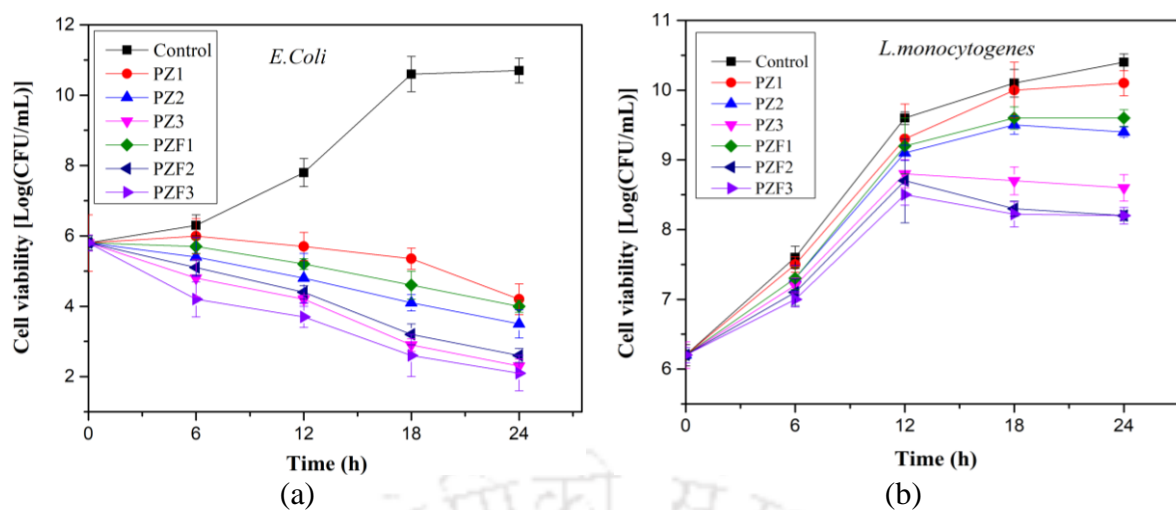 12
10
8
6
4
2
0
6
12
18
24
Cell viability [Log(CFU/mL)]
Time (h)
E.Coli
Control
PZ1
PZ2
PZ3
PZF1
PZF2
PZF3
(a)
11
10
9
8
7
6
0
6
12
18
24
Cell viability [Log(CFU/mL)]
Time (h)
L.monocytogenes
Control
PZ1
PZ2
PZ3
PZF1
PZF2
PZF3
(b)